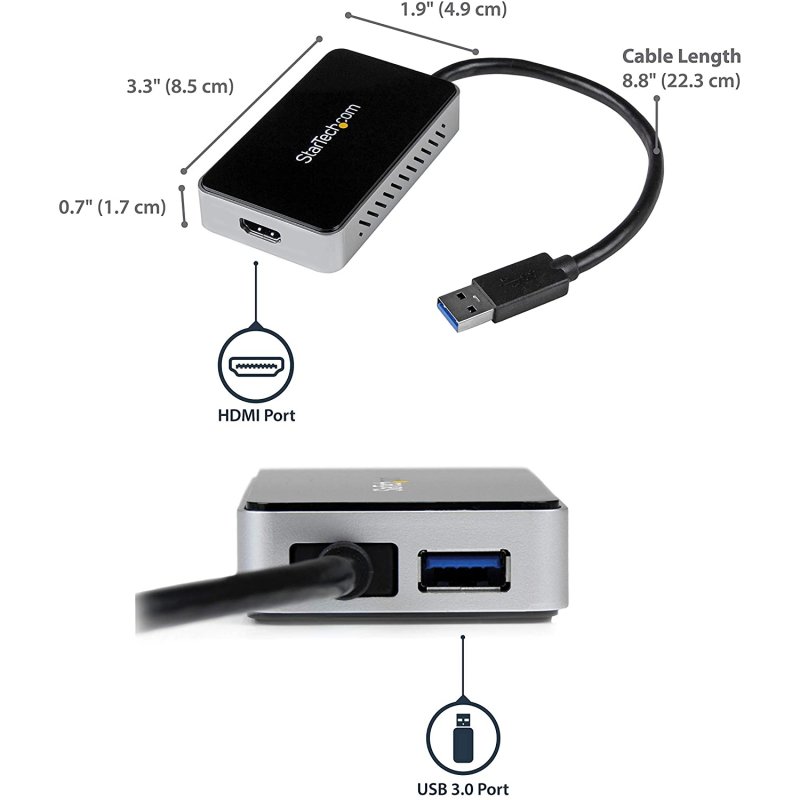 1.9" (4.9 cm)
Cable Length
8.8" (22.3 cm)
3.3" (8.5 cm)
StarTech.com
0.7" (1.7 cm)
HDMI Port
USB 3.0 Port